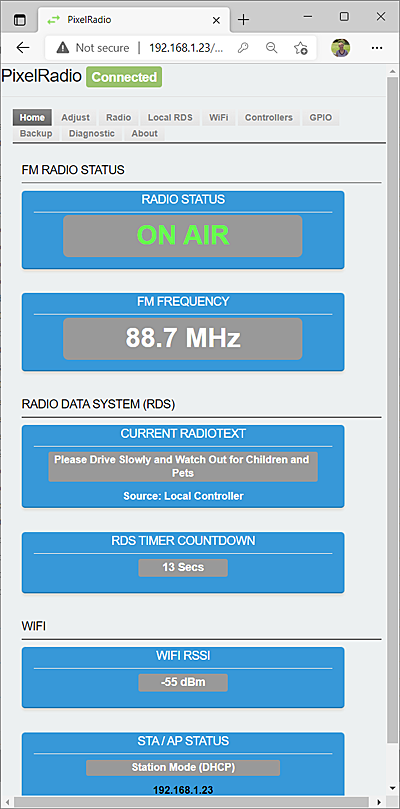 PixelRadio
Not secure 192.168.1.23/...
PixelRadio Connected
Home Adjust Radio Local RDS WiFi Controllers GPIO
Backup Diagnostic About
FM RADIO STATUS
RADIO STATUS
ON AIR
FM FREQUENCY
88.7 MHz
RADIO DATA SYSTEM (RDS)
CURRENT RADIOTEXT
Please Drive Slowly and Watch Out for Children and
Pets
Source: Local Controller
RDS TIMER COUNTDOWN
13 Secs
WIFI
WIFI RSSI
-55 dBm
STA / AP STATUS
Station Mode (DHCP)
192.168.1.23